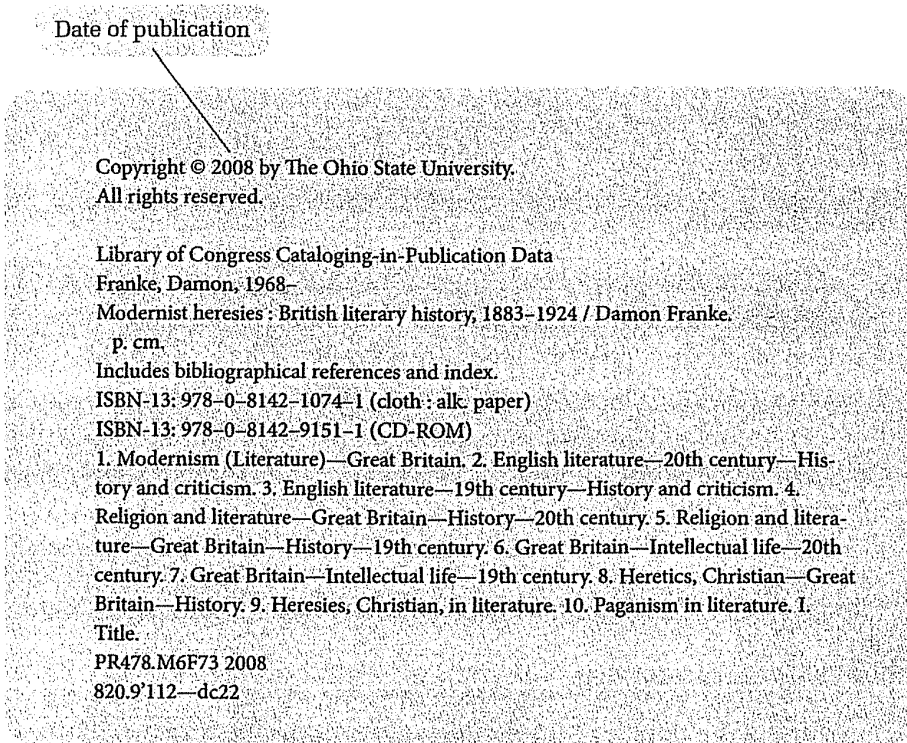 Date of publication
Copyright © 2008 by The Ohio State University.
All rights reserved.
Library of Congress Cataloging-in-Publication Data
Franke, Damon, 1968–
Modernist heresies : British literary history, 1883–1924 / Damon Franke.
p. cm.
Includes bibliographical references and index.
ISBN-13: 978–0–8142–1074–1 (cloth : alk. paper)
ISBN-13: 978–0–8142–9151–1 (CD-ROM)
1. Modernism (Literature)—Great Britain. 2. English literature—20th century—His-
tory and criticism. 3. English literature—19th century—History and criticism. 4.
Religion and literature—Great Britain—History—20th century. 5. Religion and litera-
ture—Great Britain—History—19th century. 6. Great Britain—Intellectual life—20th
century. 7. Great Britain—Intellectual life—19th century. 8. Heretics, Christian—Great
Britain—History. 9. Heresies, Christian, in literature. 10. Paganism in literature. I.
Title.
PR478.M6F73 2008
820.9'112—dc22